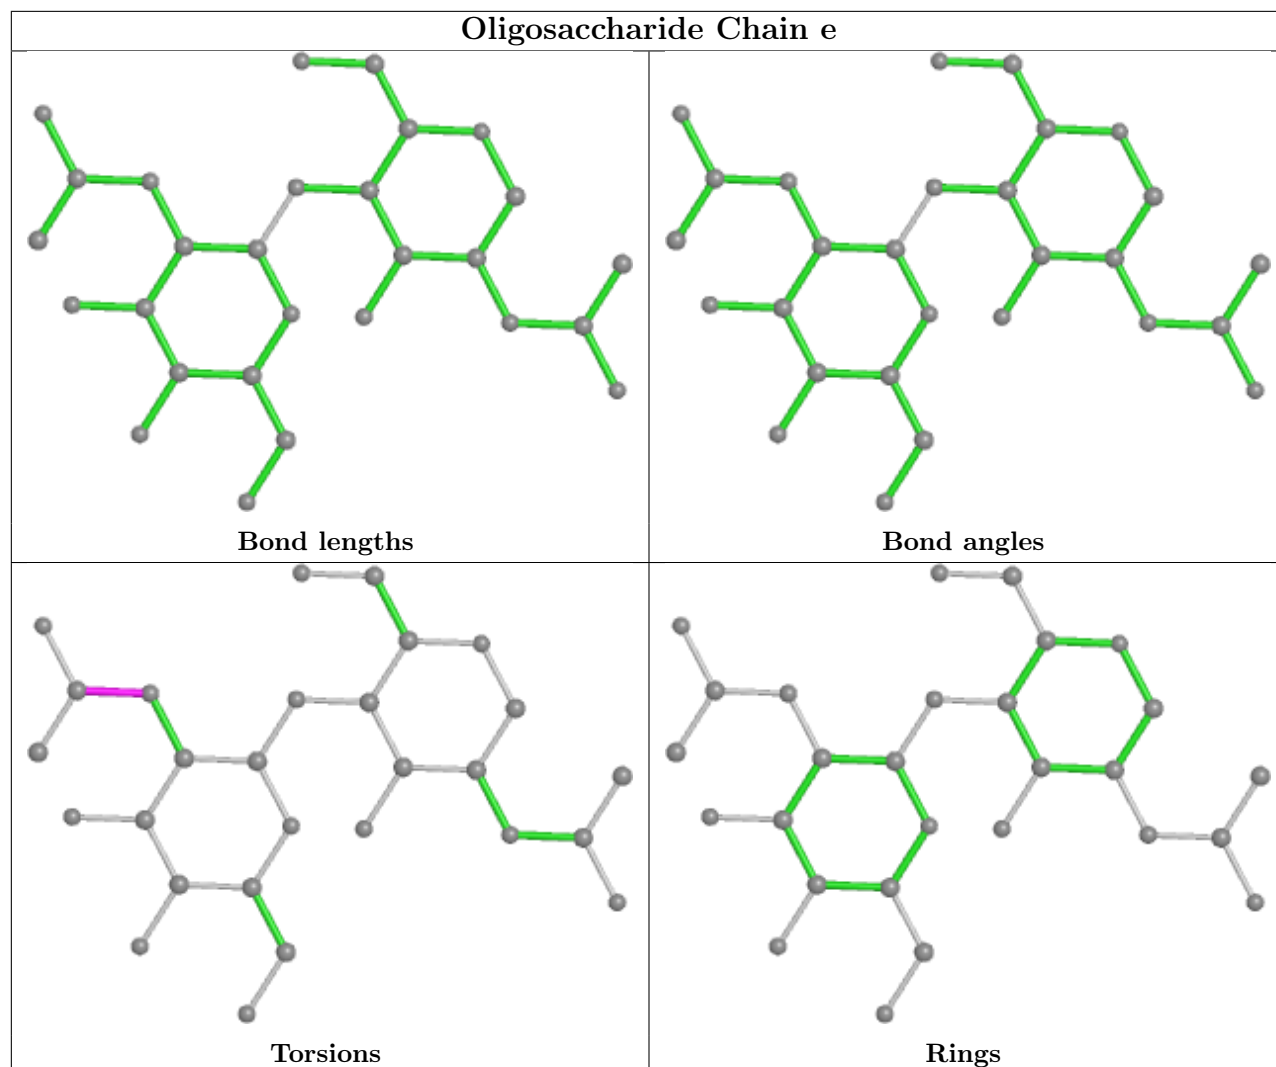 Oligosaccharide Chain e
Bond lengths
Bond angles
Torsions
Rings